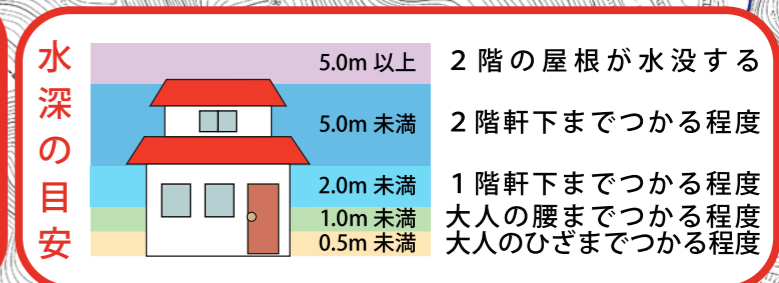 水深の目安
5.0m 以上 2階の屋根が水没する
5.0m 未満 2階軒下までつかる程度
2.0m 未満 1階軒下までつかる程度
1.0m 未満 大人の腰までつかる程度
0.5m 未満 大人のひざまでつかる程度